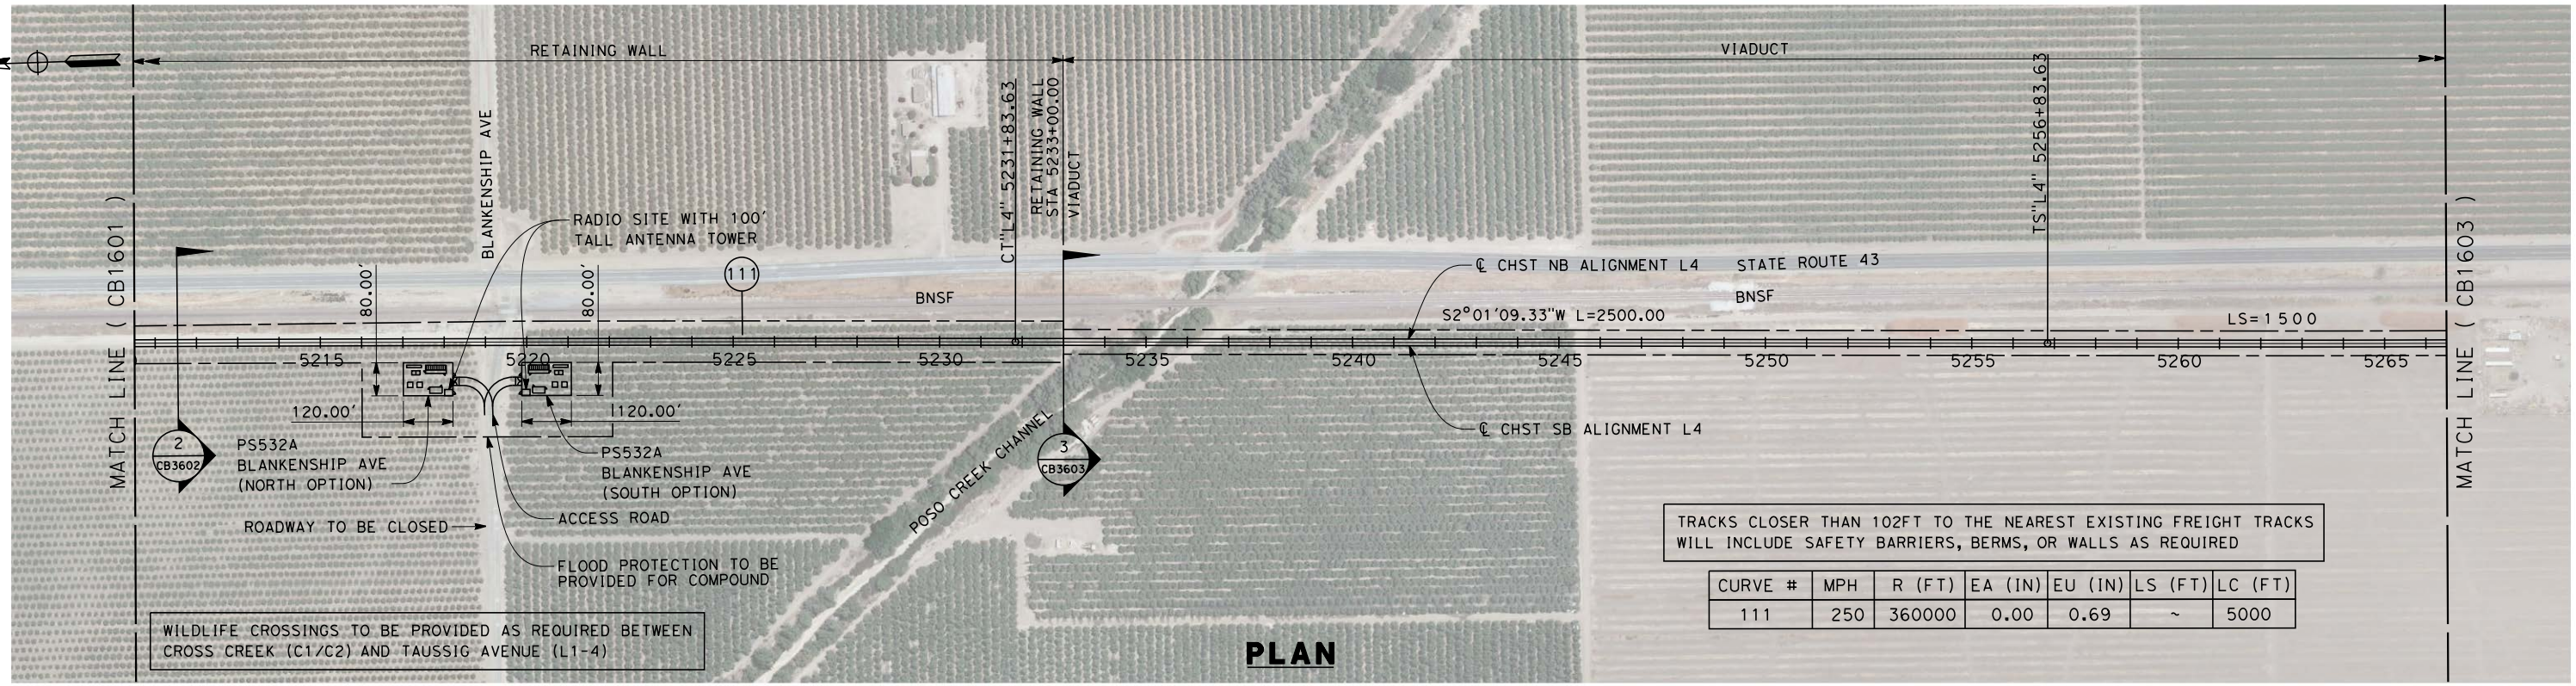 RETAINING WALL
VIADUCT
BLANKENSHIP AVE
CT"L4" 5231+83.63
RETAINING WALL
STA 5233+00.00
VIADUCT
TS"L4" 5256+83.63
MATCH LINE ( CB1601 )
MATCH LINE ( CB1603 )
RADIO SITE WITH 100'
TALL ANTENNA TOWER
111
80.00'
80.00'
BNSF
℄ CHST NB ALIGNMENT L4
STATE ROUTE 43
BNSF
S2°01'09.33"W L=2500.00
LS=1500
5215
5220
5225
5230
5235
5240
5245
5250
5255
5260
5265
120.00'
120.00'
2
CB3602
PS532A
BLANKENSHIP AVE
(NORTH OPTION)
PS532A
BLANKENSHIP AVE
(SOUTH OPTION)
POSO CREEK CHANNEL
3
CB3603
℄ CHST SB ALIGNMENT L4
ROADWAY TO BE CLOSED
ACCESS ROAD
FLOOD PROTECTION TO BE
PROVIDED FOR COMPOUND
TRACKS CLOSER THAN 102FT TO THE NEAREST EXISTING FREIGHT TRACKS
WILL INCLUDE SAFETY BARRIERS, BERMS, OR WALLS AS REQUIRED
CURVE # MPH R (FT) EA (IN) EU (IN) LS (FT) LC (FT)
111 250 360000 0.00 0.69 ~ 5000
WILDLIFE CROSSINGS TO BE PROVIDED AS REQUIRED BETWEEN
CROSS CREEK (C1/C2) AND TAUSSIG AVENUE (L1-4)
PLAN